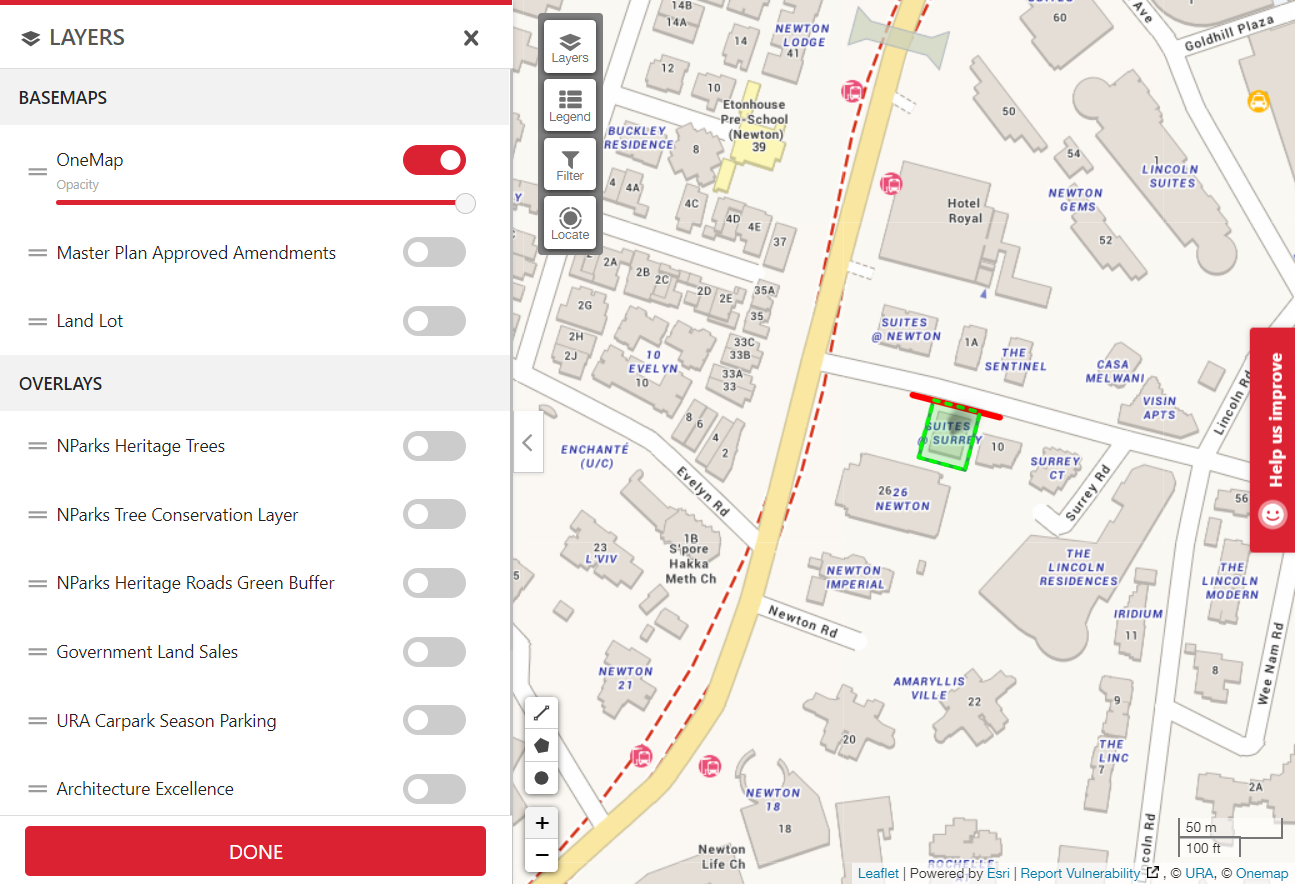 LAYERS
BASEMAPS
OneMap
Opacity
Master Plan Approved Amendments
Land Lot
OVERLAYS
NParks Heritage Trees
NParks Tree Conservation Layer
NParks Heritage Roads Green Buffer
Government Land Sales
URA Carpark Season Parking
Architecture Excellence
DONE
Layers
Legend
Filter
Locate
14B
14A
14
12
10
NEWTON
LODGE
41
60
Ave
Goldhill Plaza
Etonhouse
Pre-School
(Newton)
39
BUCKLEY
RESIDENCE
8
4
4A
4C
4D
4E
37
50
54
1
LINCOLN
SUITES
NEWTON
GEMS
52
Hotel
Royal
2
2A
2B
2C
2D
2E
35A
35
2G
2H
2J
33C
33B
33A
33
10
EVELYN
10
SUITES
@ NEWTON
1A
THE
SENTINEL
CASA
MELWANI
VISIN
APTS
Lincoln Rd
8
6
4
2
ENCHANTÉ
(U/C)
Evelyn Rd
SUITES
@ SURREY
10
SURREY
CT
Surrey Rd
2626
NEWTON
56
23
L'VIV
1B
S'pore
Hakka
Meth Ch
5
NEWTON
IMPERIAL
THE
LINCOLN
RESIDENCES
THE
LINCOLN
MODERN
IRIDIUM
11
Newton Rd
NEWTON
21
AMARYLLIS
VILLE
22
20
8
Wee Nam Rd
9
THE
LINC
7
2A
NEWTON
18
18
Newton
Life Ch
ROCHELLE
coln Rd
Help us improve
+
−
50 m
100 ft
Leaflet | Powered by Esri | Report Vulnerability , © URA, © Onemap